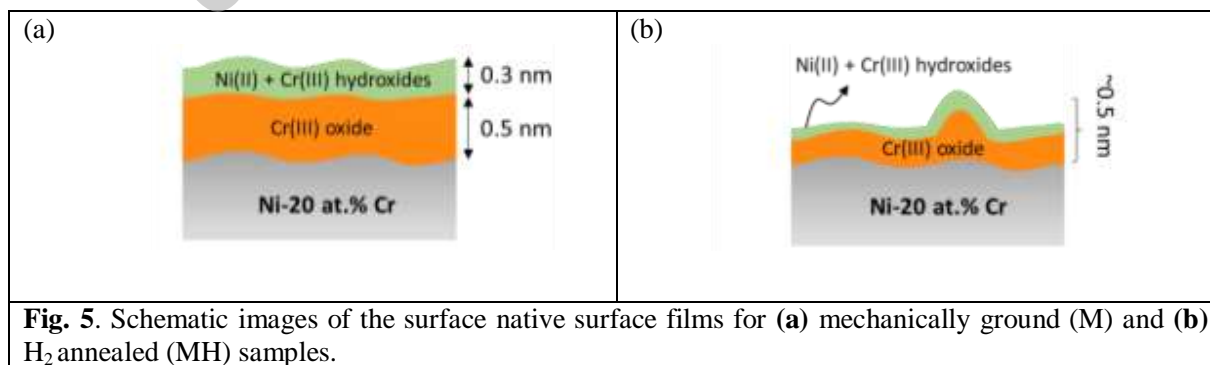 (a)
Ni(II) + Cr(III) hydroxides
0.3 nm
Cr(III) oxide
0.5 nm
Ni-20 at.% Cr
(b)
Ni(II) + Cr(III) hydroxides
~0.5 nm
Cr(III) oxide
Ni-20 at.% Cr
Fig. 5. Schematic images of the surface native surface films for (a) mechanically ground (M) and (b)
H₂ annealed (MH) samples.